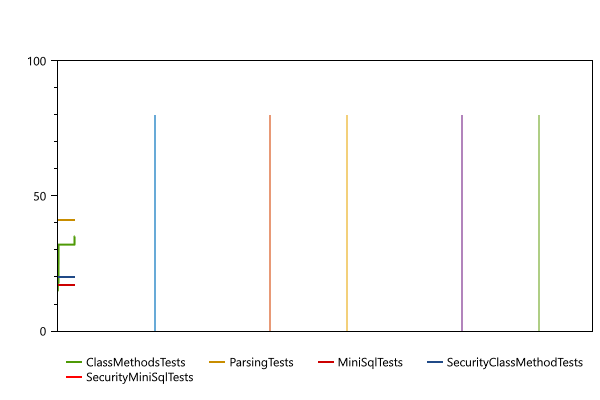 100
50
0
ClassMethodsTests ParsingTests MiniSqlTests SecurityClassMethodTests
SecurityMiniSqlTests